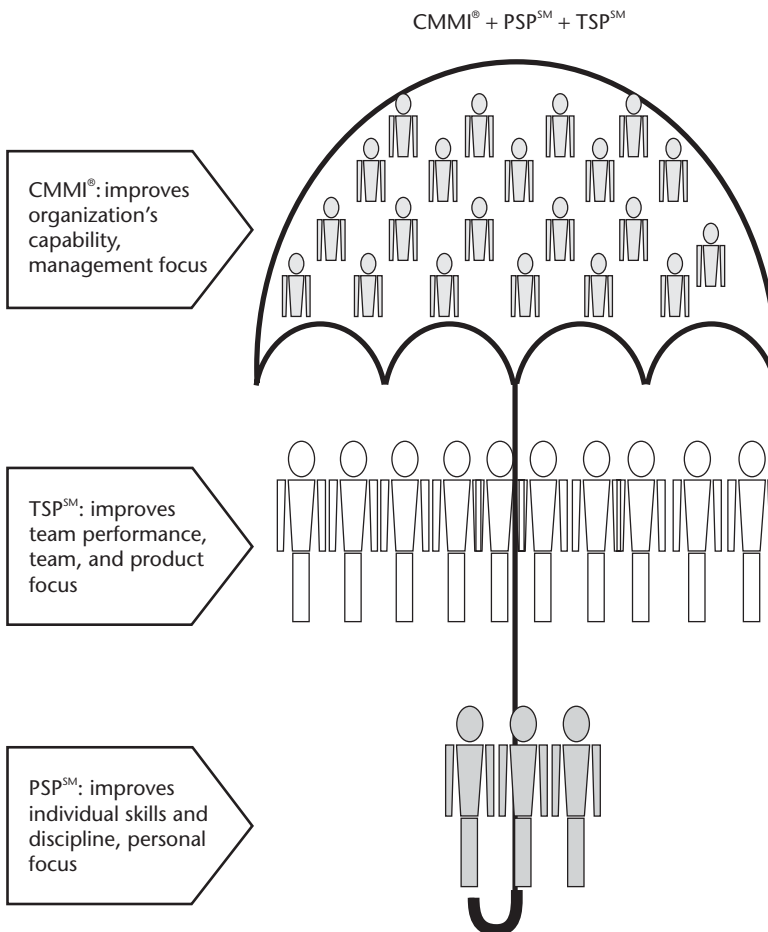 CMMI® + PSP℠ + TSP℠
CMMI®: improves
organization’s
capability,
management focus
TSP℠: improves
team performance,
team, and product
focus
PSP℠: improves
individual skills and
discipline, personal
focus